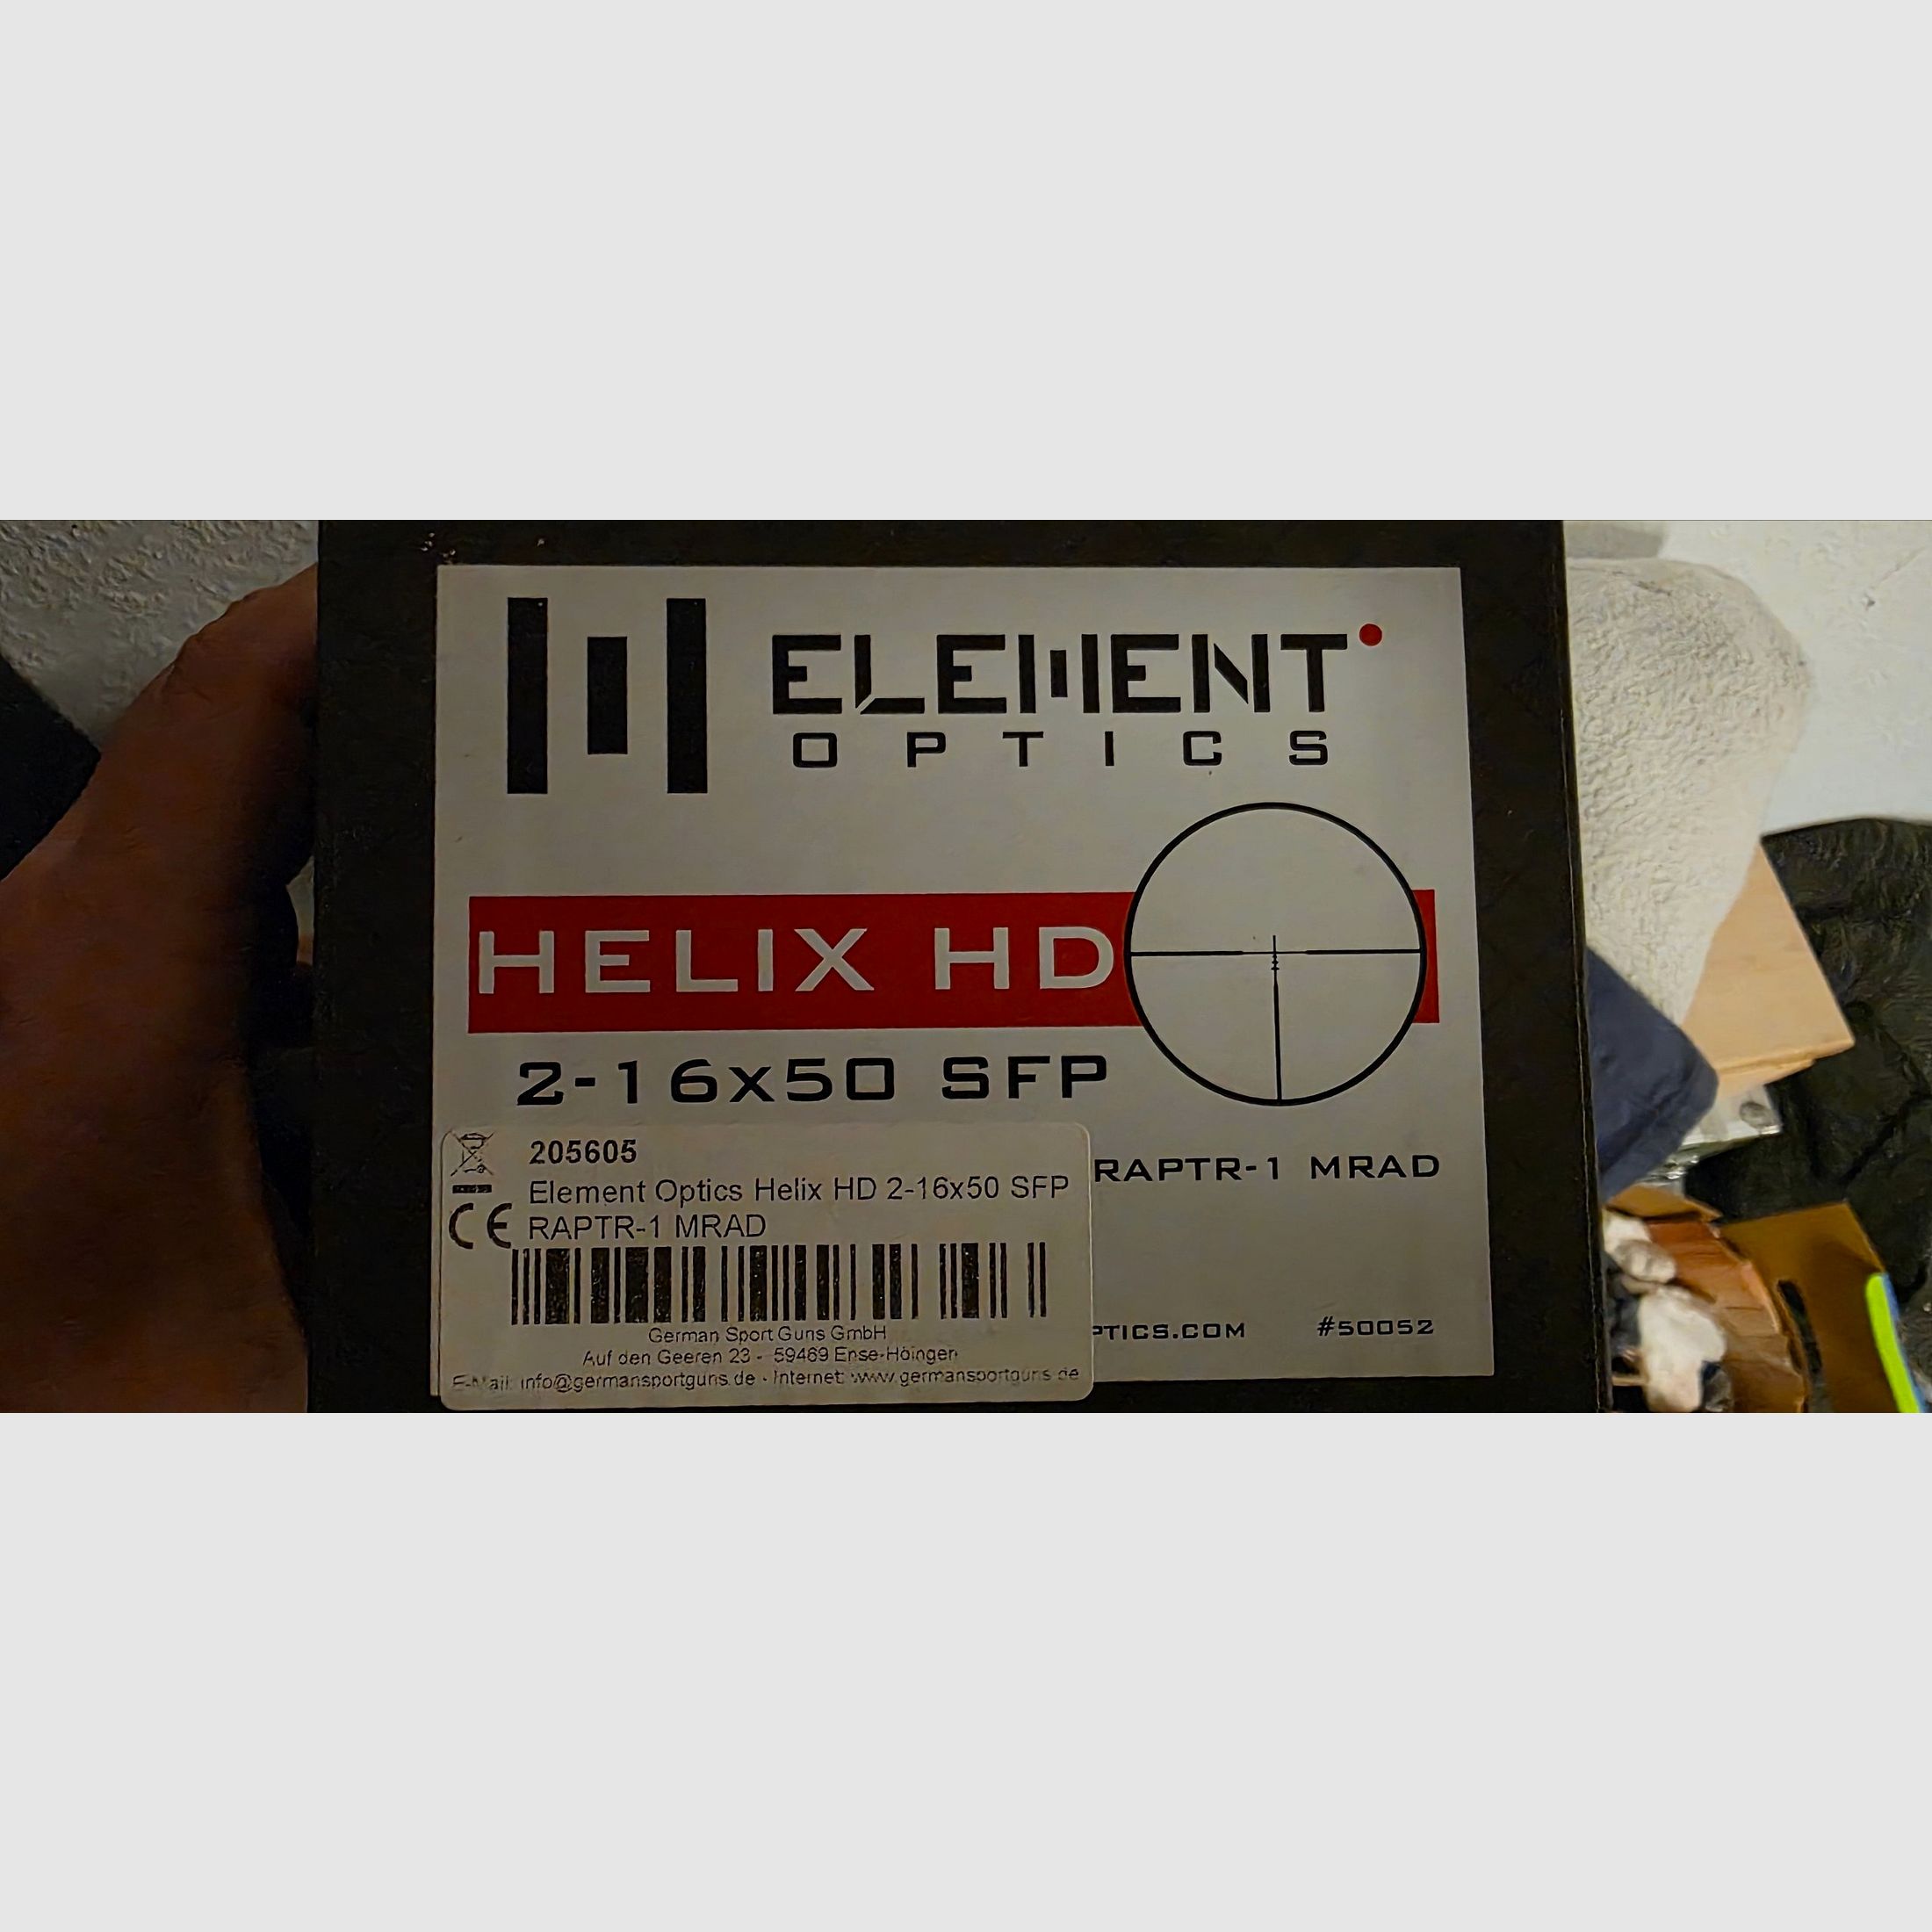 ELEMENT
OPTICS
HELIX HD
2-16x50 SFP
RAPTR-1 MRAD
205605
Element Optics Helix HD 2-16x50 SFP
RAPTR-1 MRAD
CE
German Sport Guns GmbH
Auf den Geeren 23 - 59469 Ense-Höingen
E-Mail: info@germansportguns.de - Internet: www.germansportguns.de
PTICS.COM
#50052